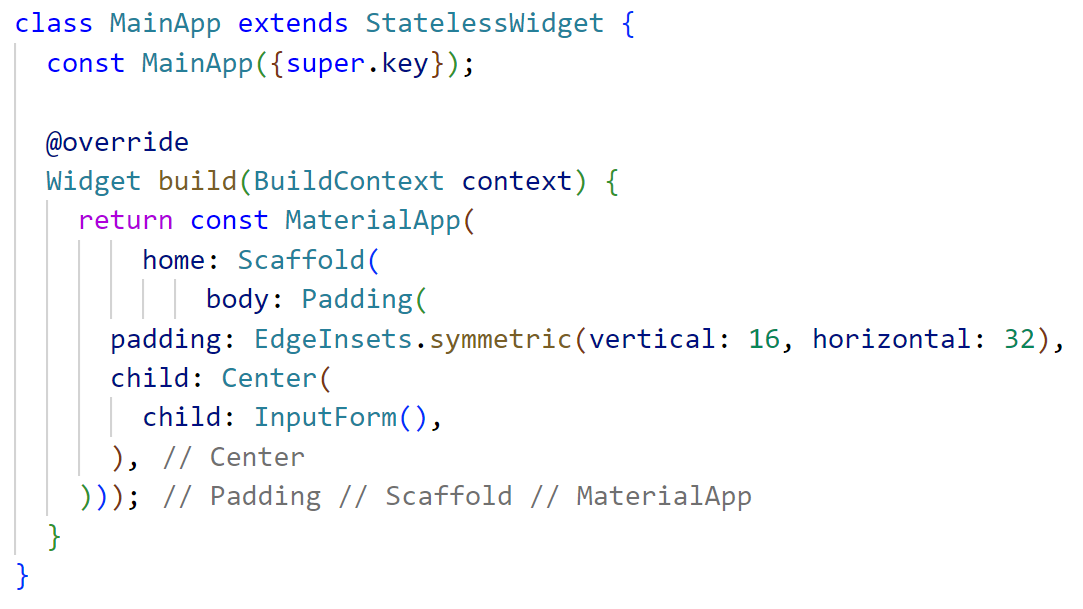 class MainApp extends StatelessWidget {
  const MainApp({super.key});

  @override
  Widget build(BuildContext context) {
    return const MaterialApp(
        home: Scaffold(
            body: Padding(
      padding: EdgeInsets.symmetric(vertical: 16, horizontal: 32),
      child: Center(
        child: InputForm(),
      ), // Center
    ))); // Padding // Scaffold // MaterialApp
  }
}